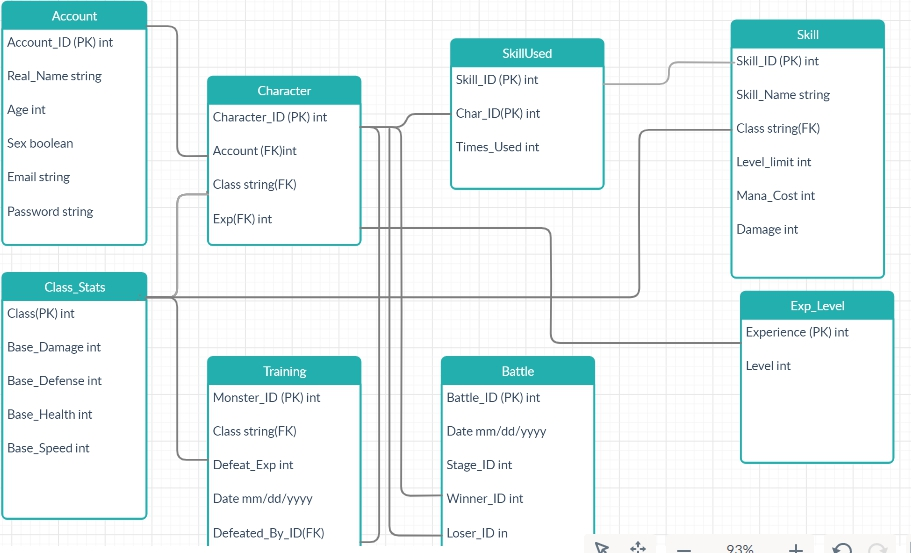 Account
Account_ID (PK) int
Real_Name string
Age int
Sex boolean
Email string
Password string
Character
Character_ID (PK) int
Account (FK)int
Class string(FK)
Exp(FK) int
SkillUsed
Skill_ID (PK) int
Char_ID(PK) int
Times_Used int
Skill
Skill_ID (PK) int
Skill_Name string
Class string(FK)
Level_limit int
Mana_Cost int
Damage int
Class_Stats
Class(PK) int
Base_Damage int
Base_Defense int
Base_Health int
Base_Speed int
Training
Monster_ID (PK) int
Class string(FK)
Defeat_Exp int
Date mm/dd/yyyy
Defeated_By_ID(FK)
Battle
Battle_ID (PK) int
Date mm/dd/yyyy
Stage_ID int
Winner_ID int
Loser_ID in
Exp_Level
Experience (PK) int
Level int
93%